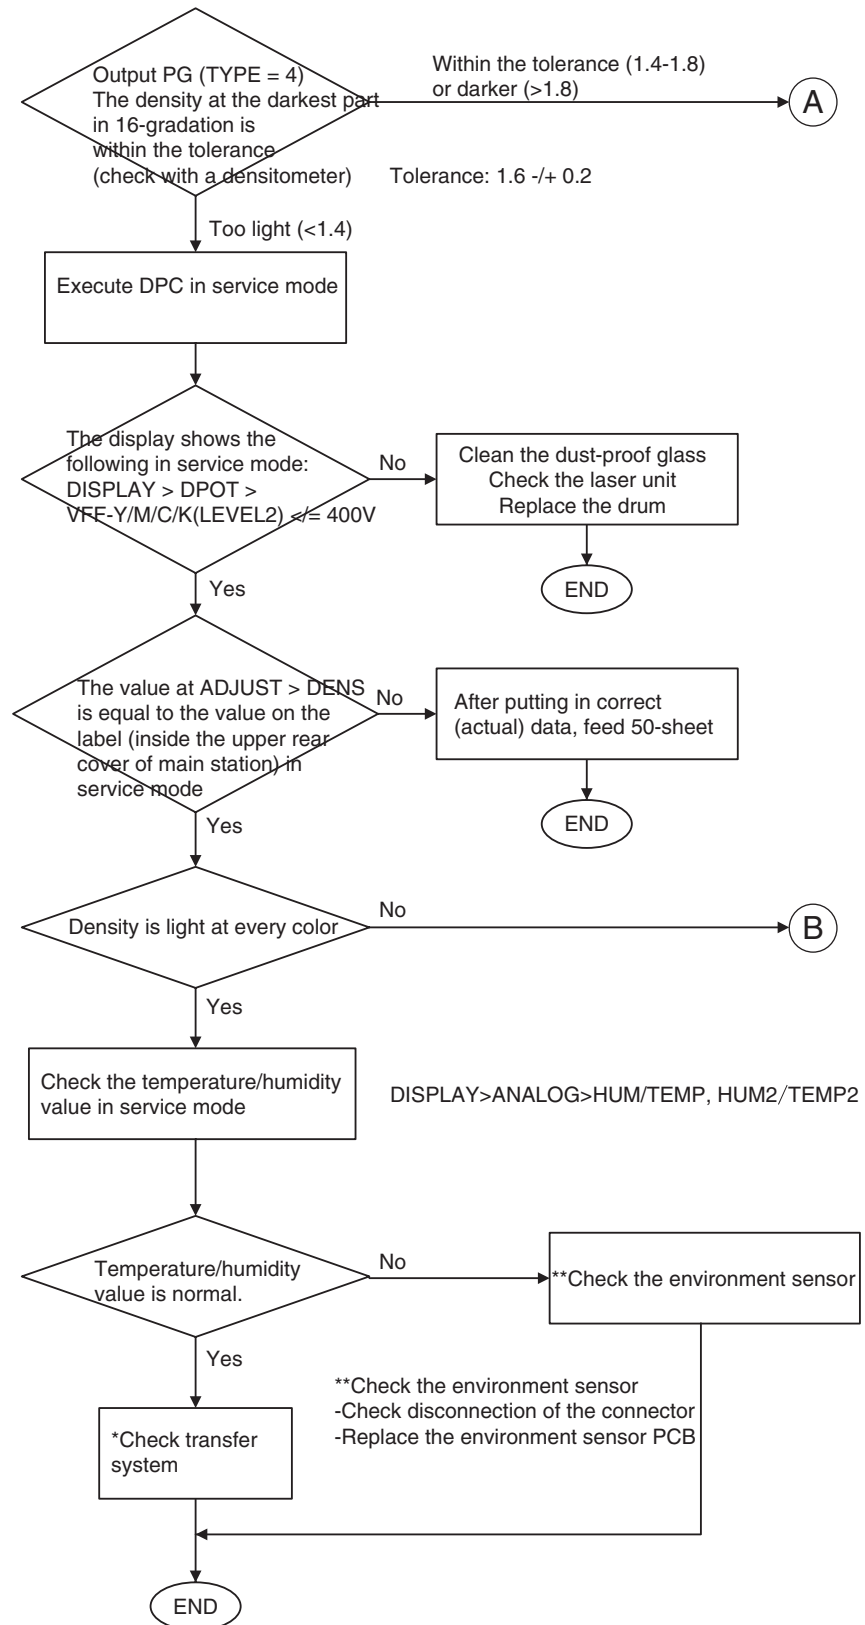 Output PG (TYPE = 4)
The density at the darkest part
in 16-gradation is
within the tolerance
(check with a densitometer)
Within the tolerance (1.4-1.8)
or darker (>1.8)
A
Tolerance: 1.6 -/+ 0.2
Too light (<1.4)
Execute DPC in service mode
The display shows the
following in service mode:
DISPLAY > DPOT >
VFF-Y/M/C/K(LEVEL2) </= 400V
No
Clean the dust-proof glass
Check the laser unit
Replace the drum
END
Yes
The value at ADJUST > DENS
is equal to the value on the
label (inside the upper rear
cover of main station) in
service mode
No
After putting in correct
(actual) data, feed 50-sheet
END
Yes
Density is light at every color
No
B
Yes
Check the temperature/humidity
value in service mode
DISPLAY>ANALOG>HUM/TEMP, HUM2/TEMP2
Temperature/humidity
value is normal.
No
**Check the environment sensor
Yes
**Check the environment sensor
-Check disconnection of the connector
-Replace the environment sensor PCB
*Check transfer
system
END